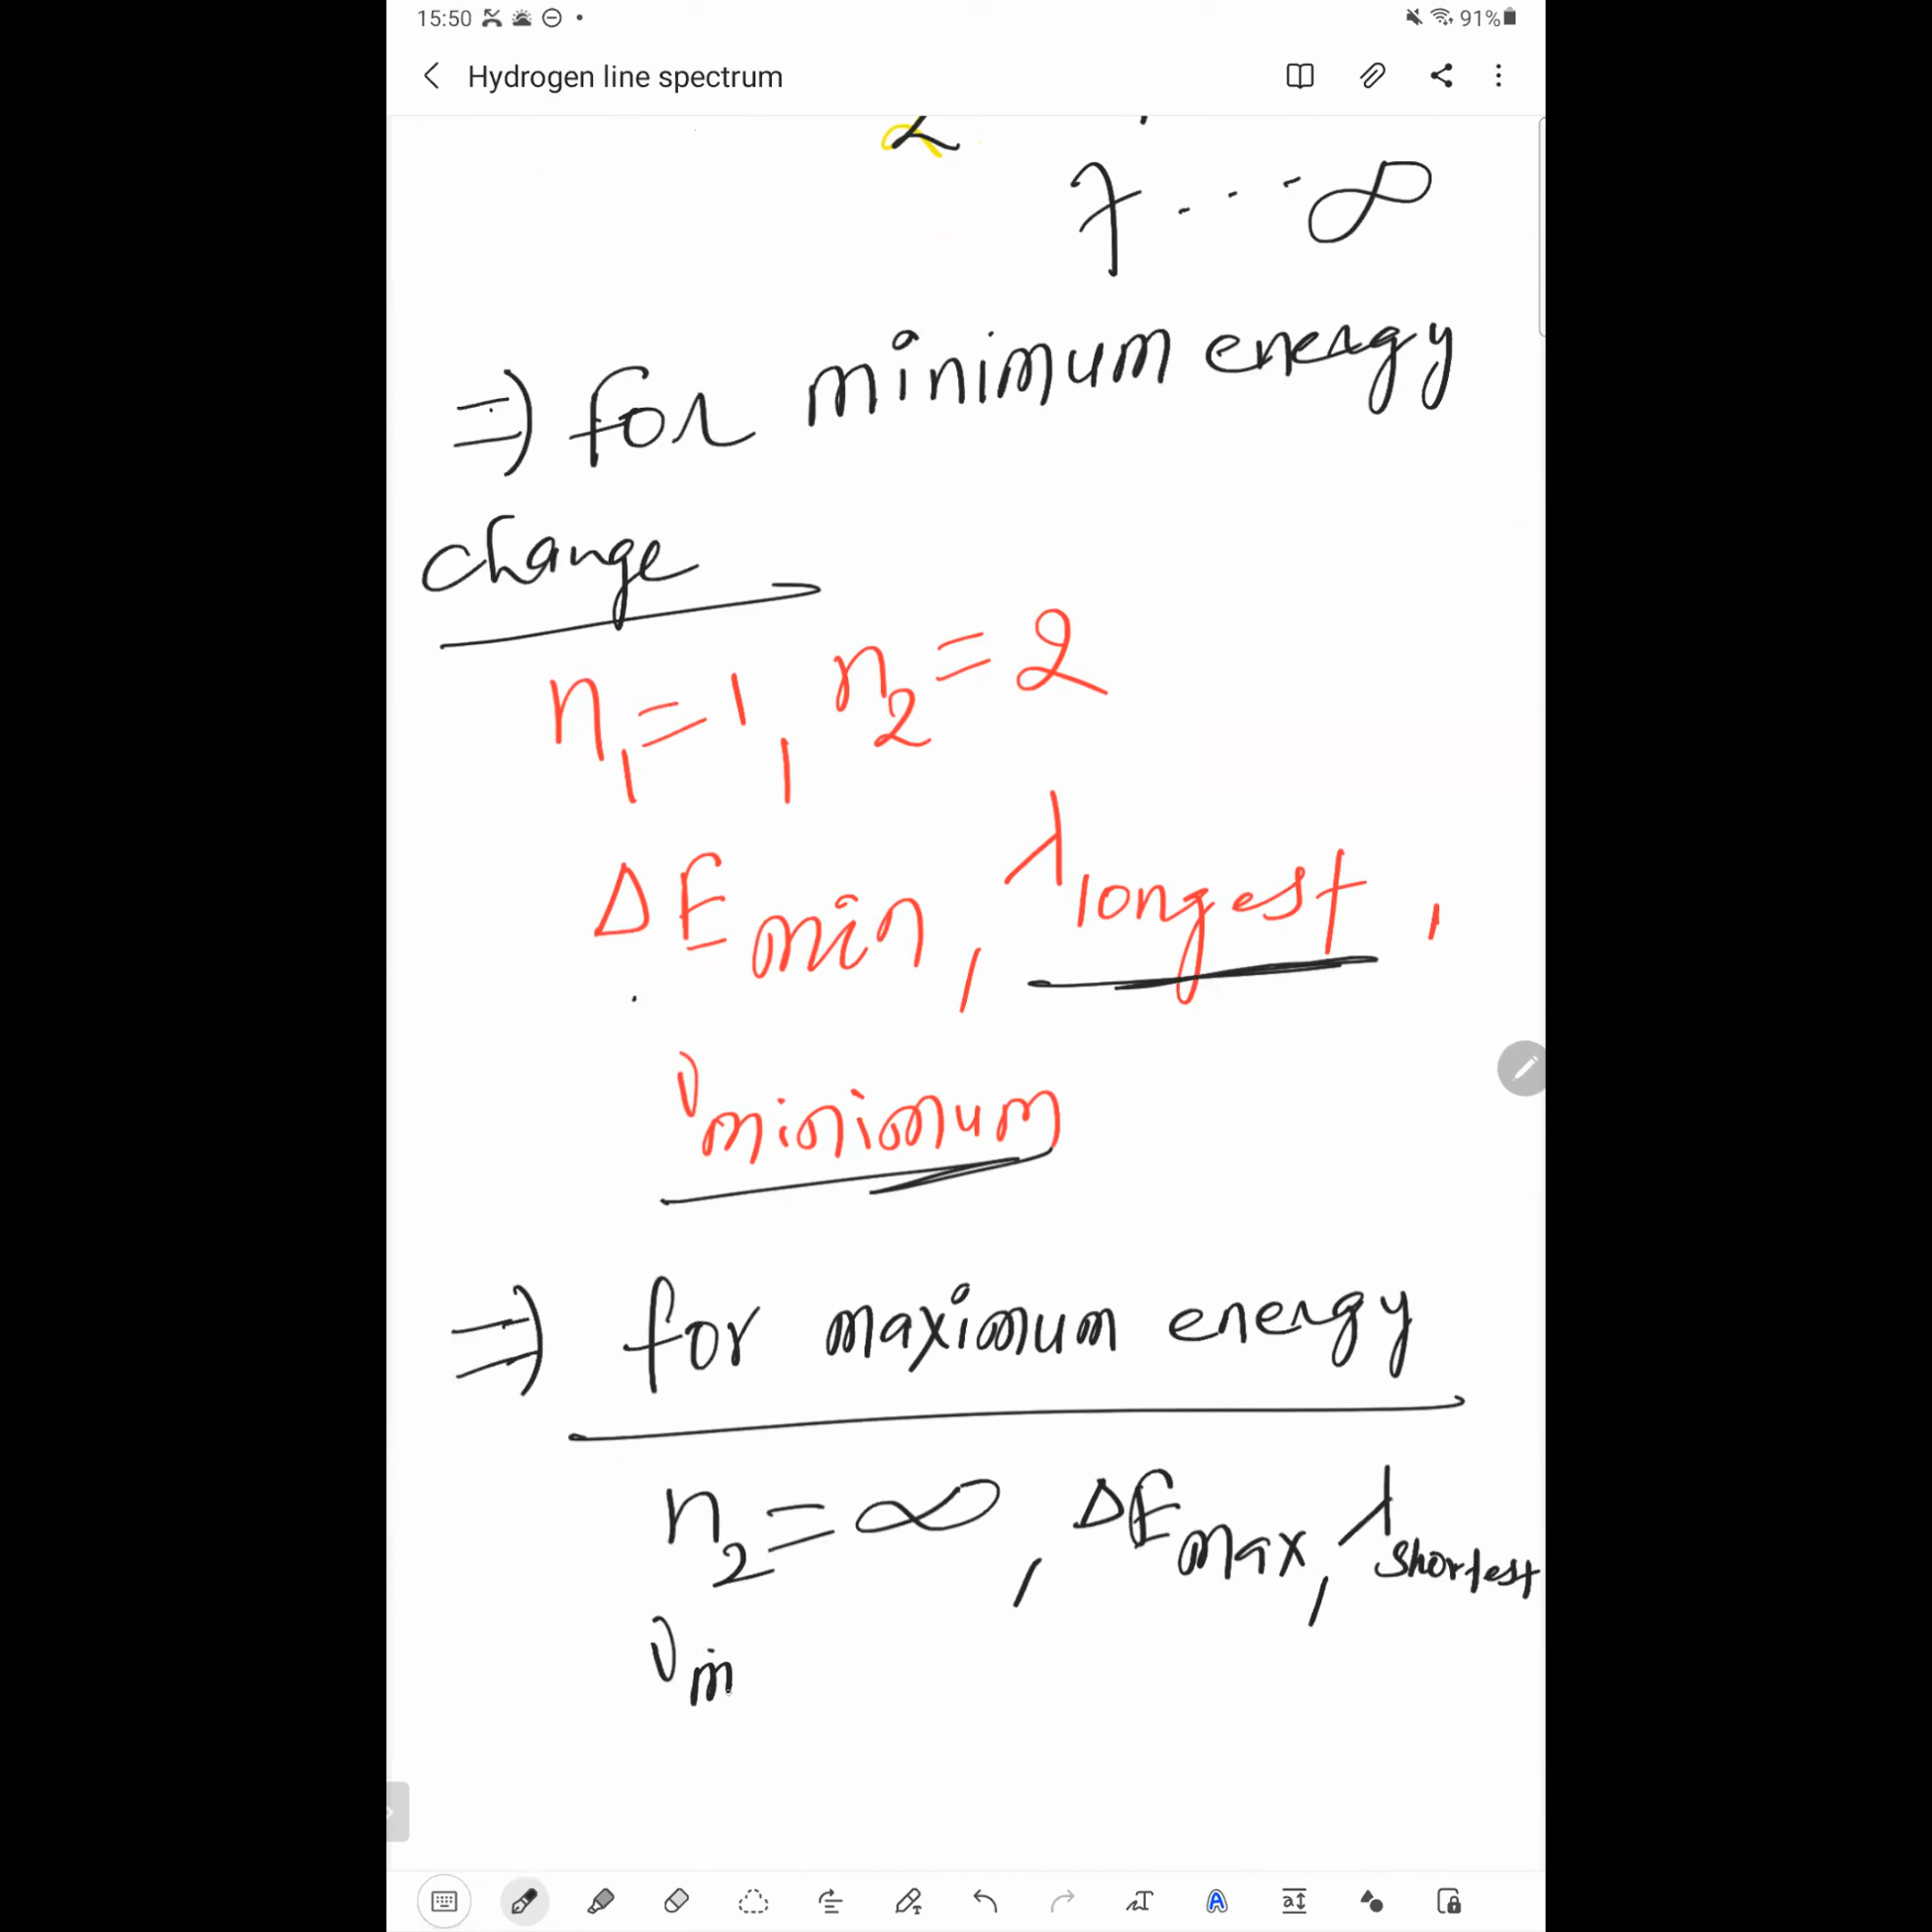 15:50
91%
Hydrogen line spectrum
7 --- ∞
⇒ for minimum energy
change
n₁ = 1, n₂ = 2
ΔE min, λ longest,
ν minimum
⇒ for maximum energy
n₂ = ∞, ΔE max, λ shortest
ν m